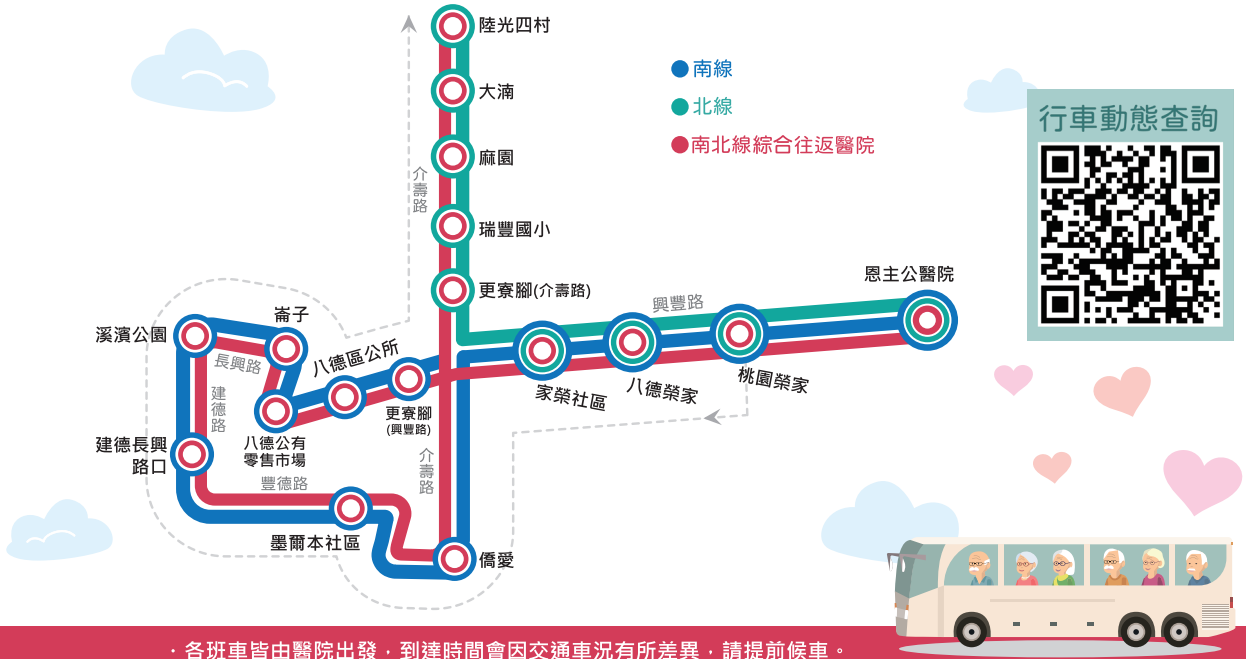 陸光四村
大湳
麻園
瑞豐國小
更寮腳(介壽路)
介壽路
南線
北線
南北線綜合往返醫院
行車動態查詢
恩主公醫院
興豐路
崙子
溪濱公園
長興路
八德區公所
建德路
更寮腳
(興豐路)
家榮社區
八德榮家
桃園榮家
八德公有
零售市場
建德長興
路口
豐德路
介壽路
墨爾本社區
僑愛
· 各班車皆由醫院出發，到達時間會因交通車況有所差異，請提前候車。